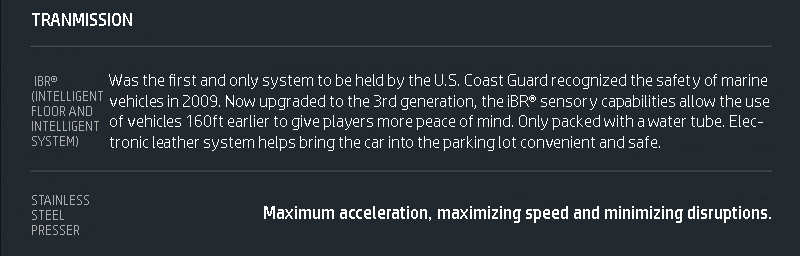 TRANMISSION
IBR®
(INTELLIGENT
FLOOR AND
INTELLIGENT
SYSTEM)
Was the first and only system to be held by the U.S. Coast Guard recognized the safety of marine
vehicles in 2009. Now upgraded to the 3rd generation, the iBR® sensory capabilities allow the use
of vehicles 160ft earlier to give players more peace of mind. Only packed with a water tube. Elec-
tronic leather system helps bring the car into the parking lot convenient and safe.
STAINLESS
STEEL
PRESSER
Maximum acceleration, maximizing speed and minimizing disruptions.